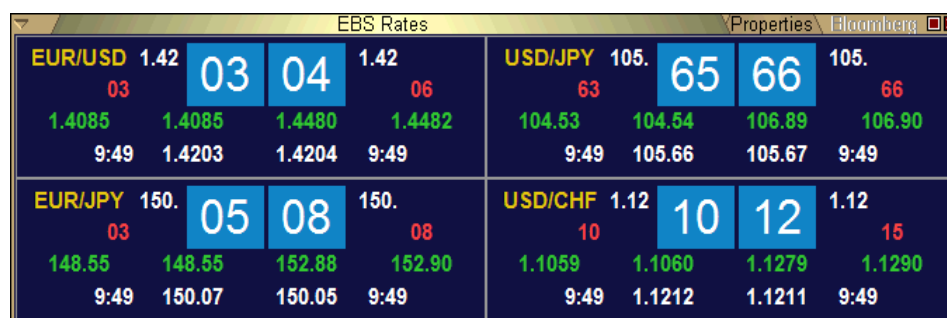 EBS Rates Properties Bloomberg
EUR/USD 1.42 03 04 1.42
03 06
1.4085 1.4085 1.4480 1.4482
9:49 1.4203 1.4204 9:49
USD/JPY 105. 65 66 105.
63 66
104.53 104.54 106.89 106.90
9:49 105.66 105.67 9:49
EUR/JPY 150. 05 08 150.
03 08
148.55 148.55 152.88 152.90
9:49 150.07 150.05 9:49
USD/CHF 1.12 10 12 1.12
10 15
1.1059 1.1060 1.1279 1.1290
9:49 1.1212 1.1211 9:49